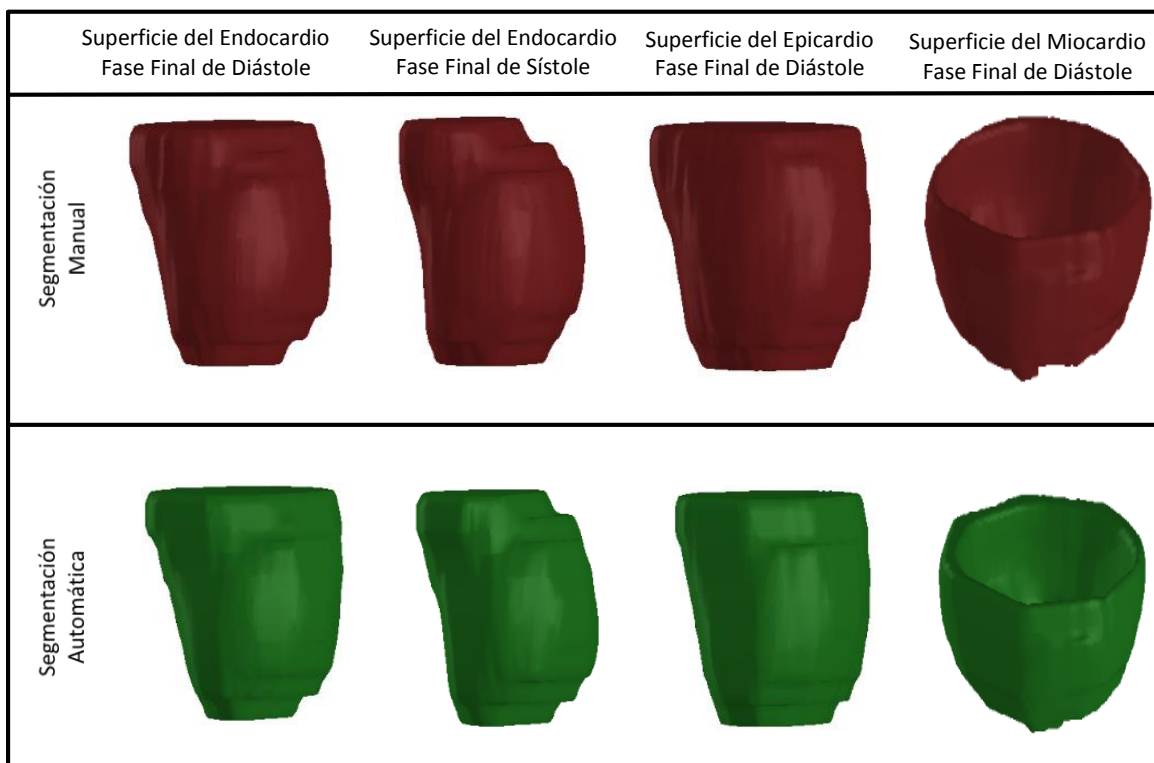 Superficie del Endocardio
Fase Final de Diástole
Superficie del Endocardio
Fase Final de Sístole
Superficie del Epicardio
Fase Final de Diástole
Superficie del Miocardio
Fase Final de Diástole
Segmentación
Manual
Segmentación
Automática